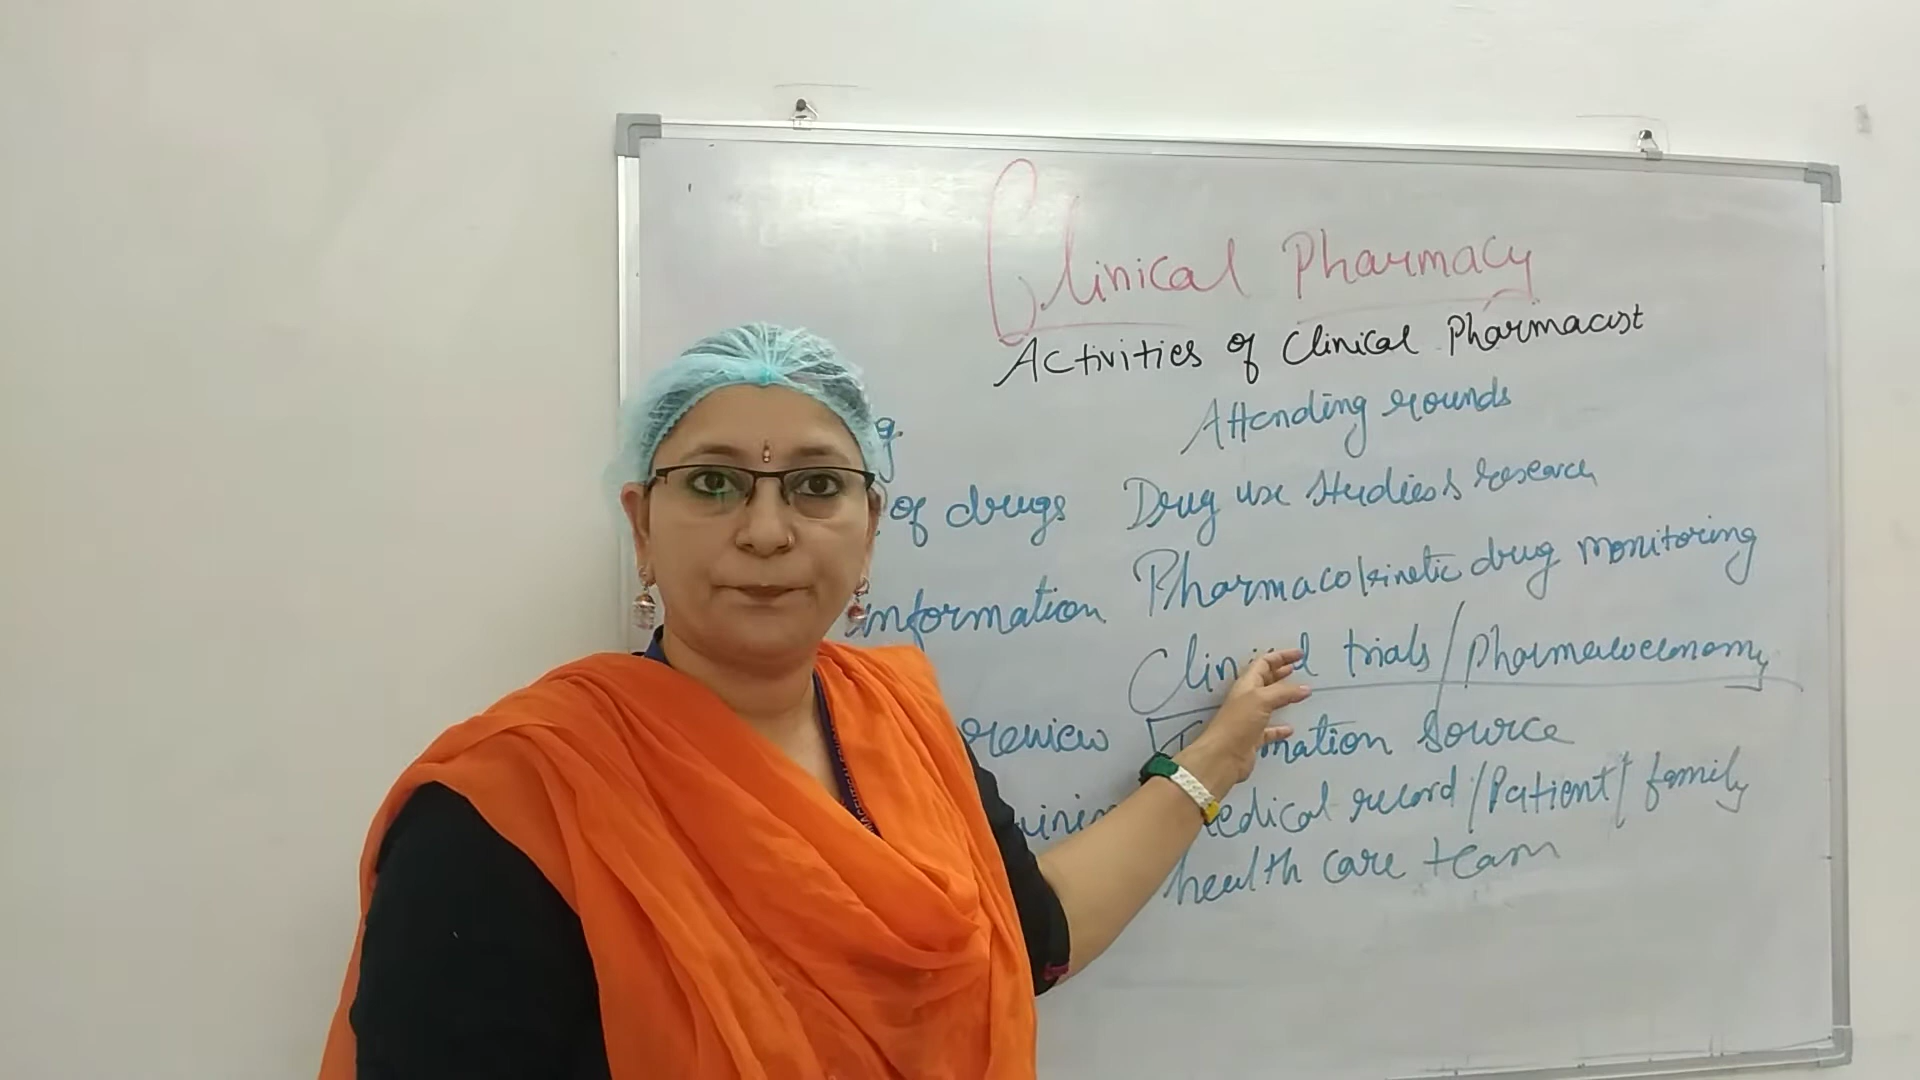 Clinical Pharmacy
Activities of Clinical Pharmacist
Attending rounds
of drugs Drug use studies & research
information Pharmacokinetic drug monitoring
Clinical trials / Pharmacoeconomy
review source
medical record / Patient / family
health care team